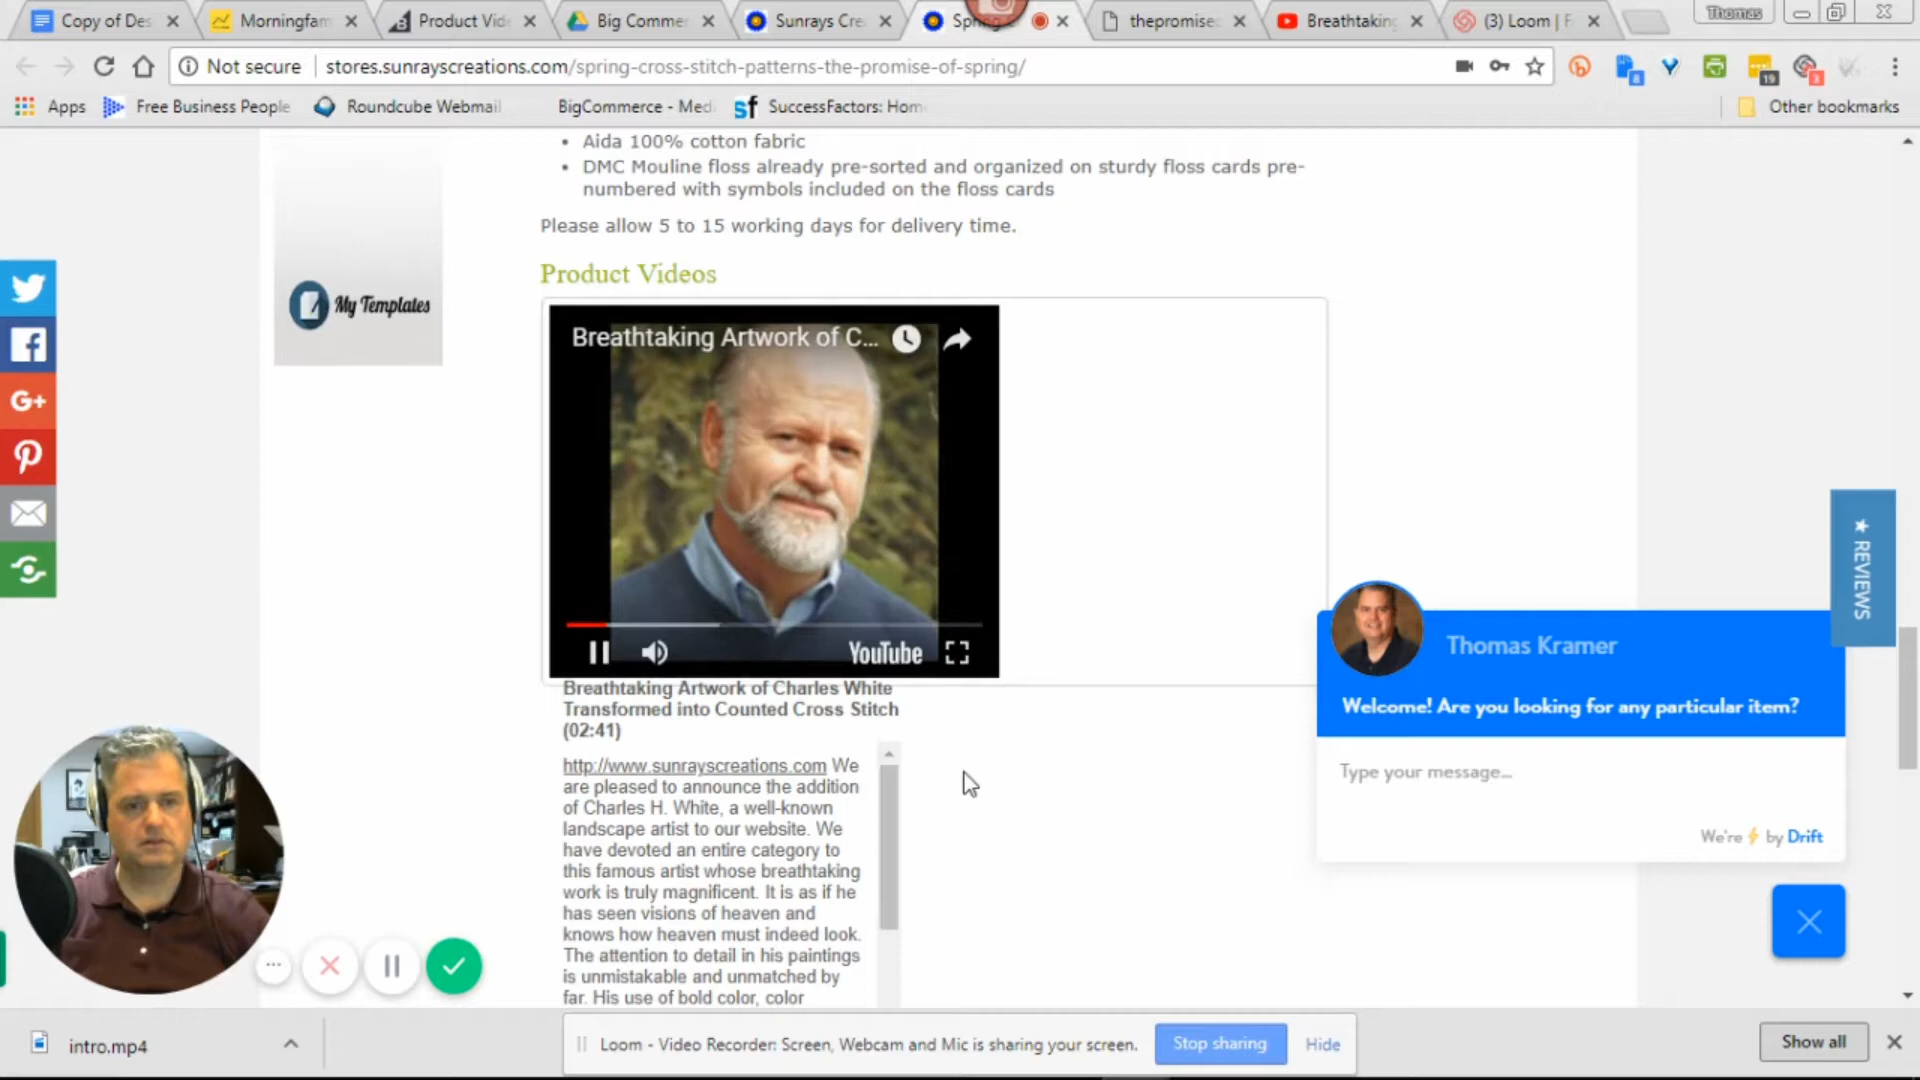 Copy of Des
Morningfam
Product Vide
Big Comme
Sunrays Cre
Spring
thepromise
Breathtaking
(3) Loom | F
Thomas
Not secure
stores.sunrayscreations.com/spring-cross-stitch-patterns-the-promise-of-spring/
8
19
3
Apps
Free Business People
Roundcube Webmail
BigCommerce - Medi
sf SuccessFactors: Hom
Other bookmarks
• Aida 100% cotton fabric
• DMC Mouline floss already pre-sorted and organized on sturdy floss cards pre-
numbered with symbols included on the floss cards
Please allow 5 to 15 working days for delivery time.
Product Videos
My Templates
G+
Breathtaking Artwork of C...
YouTube
Breathtaking Artwork of Charles White
Transformed into Counted Cross Stitch
(02:41)
http://www.sunrayscreations.com We
are pleased to announce the addition
of Charles H. White, a well-known
landscape artist to our website. We
have devoted an entire category to
this famous artist whose breathtaking
work is truly magnificent. It is as if he
has seen visions of heaven and
knows how heaven must indeed look.
The attention to detail in his paintings
is unmistakable and unmatched by
far. His use of bold color, color
★ REVIEWS
Thomas Kramer
Welcome! Are you looking for any particular item?
Type your message...
We're ⚡ by Drift
intro.mp4
Loom - Video Recorder: Screen, Webcam and Mic is sharing your screen.
Stop sharing
Hide
Show all